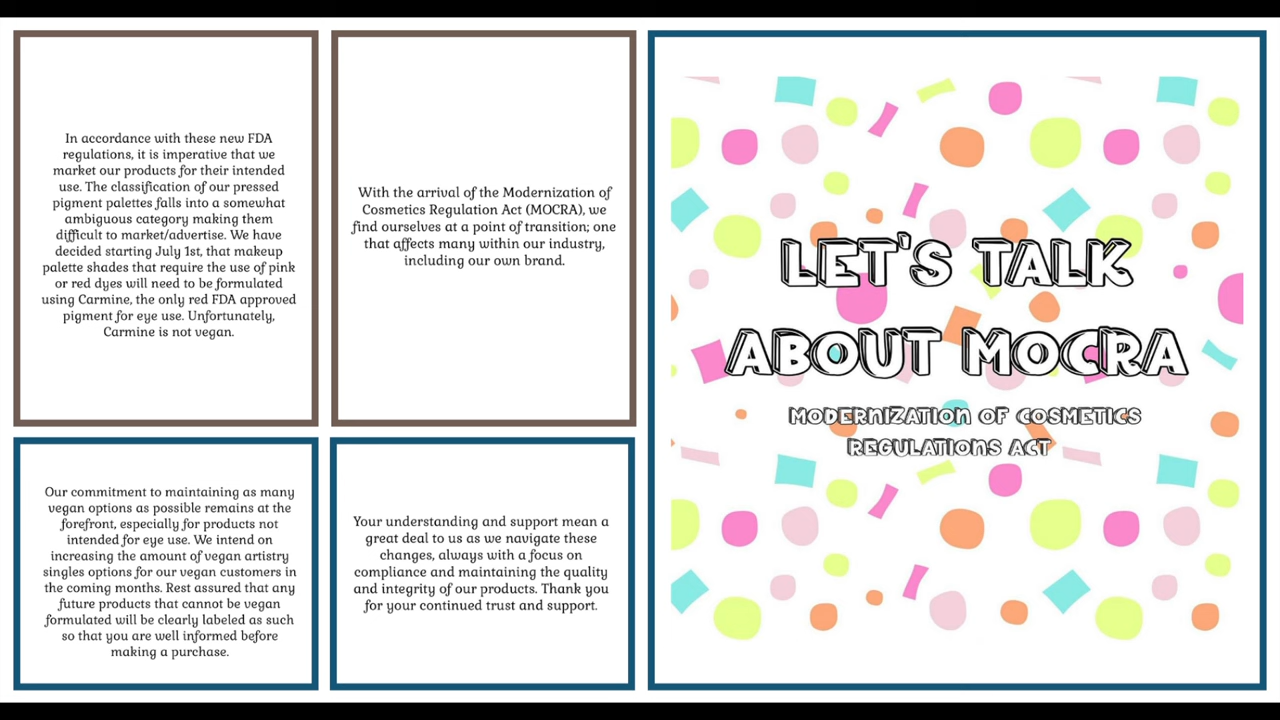 In accordance with these new FDA
regulations, it is imperative that we
market our products for their intended
use. The classification of our pressed
pigment palettes falls into a somewhat
ambiguous category making them
difficult to market/advertise. We have
decided starting July 1st, that makeup
palette shades that require the use of pink
or red dyes will need to be formulated
using Carmine, the only red FDA approved
pigment for eye use. Unfortunately,
Carmine is not vegan.
With the arrival of the Modernization of
Cosmetics Regulation Act (MOCRA), we
find ourselves at a point of transition; one
that affects many within our industry,
including our own brand.
LET'S TALK
ABOUT MOCRA
MODERNIZATION OF COSMETICS
REGULATIONS ACT
Our commitment to maintaining as many
vegan options as possible remains at the
forefront, especially for products not
intended for eye use. We intend on
increasing the amount of vegan artistry
singles options for our vegan customers in
the coming months. Rest assured that any
future products that cannot be vegan
formulated will be clearly labeled as such
so that you are well informed before
making a purchase.
Your understanding and support mean a
great deal to us as we navigate these
changes, always with a focus on
compliance and maintaining the quality
and integrity of our products. Thank you
for your continued trust and support.